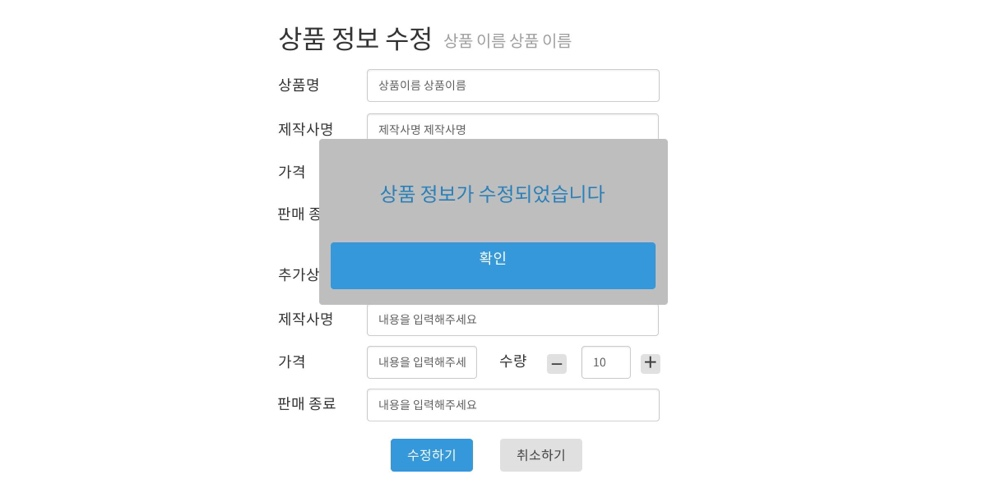 상품 정보 수정 상품 이름 상품 이름
상품명 상품이름 상품이름
제작사명 제작사명 제작사명
가격
상품 정보가 수정되었습니다
판매 종
확인
추가상
제작사명 내용을 입력해주세요
가격 내용을 입력해주세 수량 − 10 +
판매 종료 내용을 입력해주세요
수정하기 취소하기